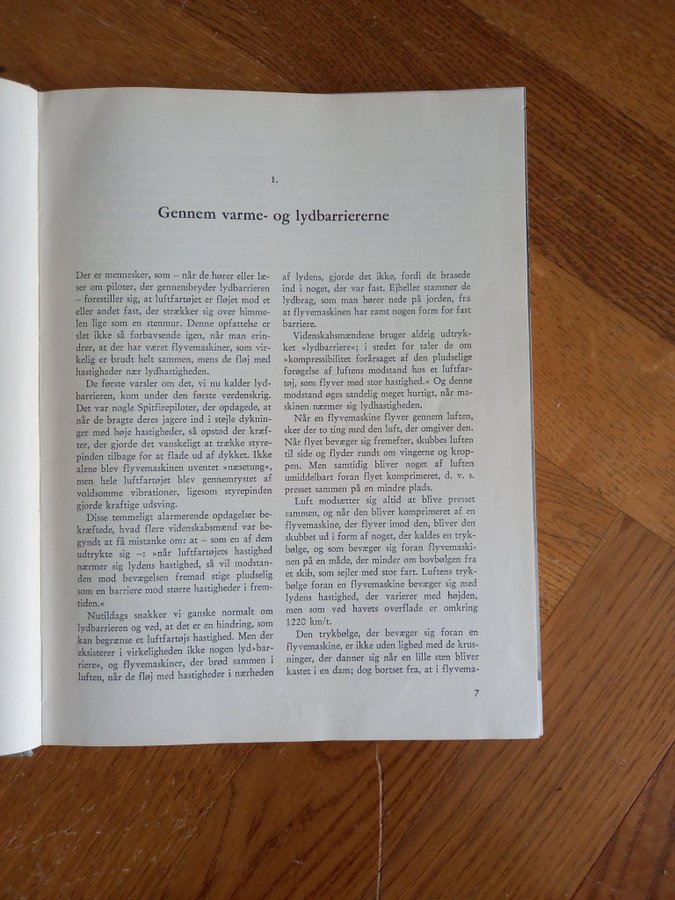 1.
Gennem varme- og lydbarriererne
Der er mennesker, som – når de hører eller læ-
ser om piloter, der gennembryder lydbarrieren
– forestiller sig, at luftfartøjet er fløjet mod et
eller andet fast, der strækker sig over himme-
len lige som en stenmur. Denne opfattelse er
slet ikke så forbavsende igen, når man erin-
drer, at der har været flyvemaskiner, som vir-
kelig er brudt helt sammen, mens de fløj med
hastigheder nær lydhastigheden.
De første varsler om det, vi nu kalder lyd-
barrieren, kom under den første verdenskrig.
Det var nogle Spitfirepiloter, der opdagede, at
når de bragte deres jagere ind i stejle dyknin-
ger med høje hastigheder, så opstod der kræf-
ter, der gjorde det vanskeligt at trække styre-
pinden tilbage for at flade ud af dykket. Ikke
alene blev flyvemaskinen uventet »næsetung«,
men hele luftfartøjet blev gennemrystet af
voldsomme vibrationer, ligesom styrepinden
gjorde kraftige udsving.
Disse temmeligt alarmerende opdagelser be-
kræftede, hvad flere videnskabsmænd var be-
gyndt at få mistanke om: at – som en af dem
udtrykte sig –: »når luftfartøjets hastighed
nærmer sig lydens hastighed, så vil modstan-
den mod bevægelsen fremad stige pludselig
som en barriere mod større hastigheder i frem-
tiden.«
Nutildags snakker vi ganske normalt om
lydbarrieren og ved, at det er en hindring, som
kan begrænse et luftfartøjs hastighed. Men der
eksisterer i virkeligheden ikke nogen lyd»bar-
riere«, og flyvemaskiner, der brød sammen i
luften, når de fløj med hastigheder i nærheden
af lydens, gjorde det ikke, fordi de brasede
ind i noget, der var fast. Ejheller stammer de
lydbrag, som man hører nede på jorden, fra
at flyvemaskinen har ramt nogen form for fast
barriere.
Videnskabsmændene bruger aldrig udtryk-
ket »lydbarriere«; i stedet for taler de om
»kompressibilitet forårsaget af den pludselige
forøgelse af luftens modstand hos et luftfar-
tøj, som flyver med stor hastighed.« Og denne
modstand øges sandelig meget hurtigt, når ma-
skinen nærmer sig lydhastigheden.
Når en flyvemaskine flyver gennem luften,
sker der to ting med den luft, der omgiver den.
Når flyet bevæger sig fremefter, skubbes luften
til side og flyder rundt om vingerne og krop-
pen. Men samtidig bliver noget af luften
umiddelbart foran flyet komprimeret, d. v. s.
presset sammen på en mindre plads.
Luft modsætter sig altid at blive presset
sammen, og når den bliver komprimeret af en
flyvemaskine, der flyver imod den, bliver den
skubbet ud i form af noget, der kaldes en tryk-
bølge, og som bevæger sig foran flyvemaski-
nen på en måde, der minder om bovbølgen fra
et skib, som sejler med stor fart. Luftens tryk-
bølge foran en flyvemaskine bevæger sig med
lydens hastighed, der varierer med højden,
men som ved havets overflade er omkring
1220 km/t.
Den trykbølge, der bevæger sig foran en
flyvemaskine, er ikke uden lighed med de krus-
ninger, der danner sig når en lille sten bliver
kastet i en dam; dog bortset fra, at i flyvema-
7